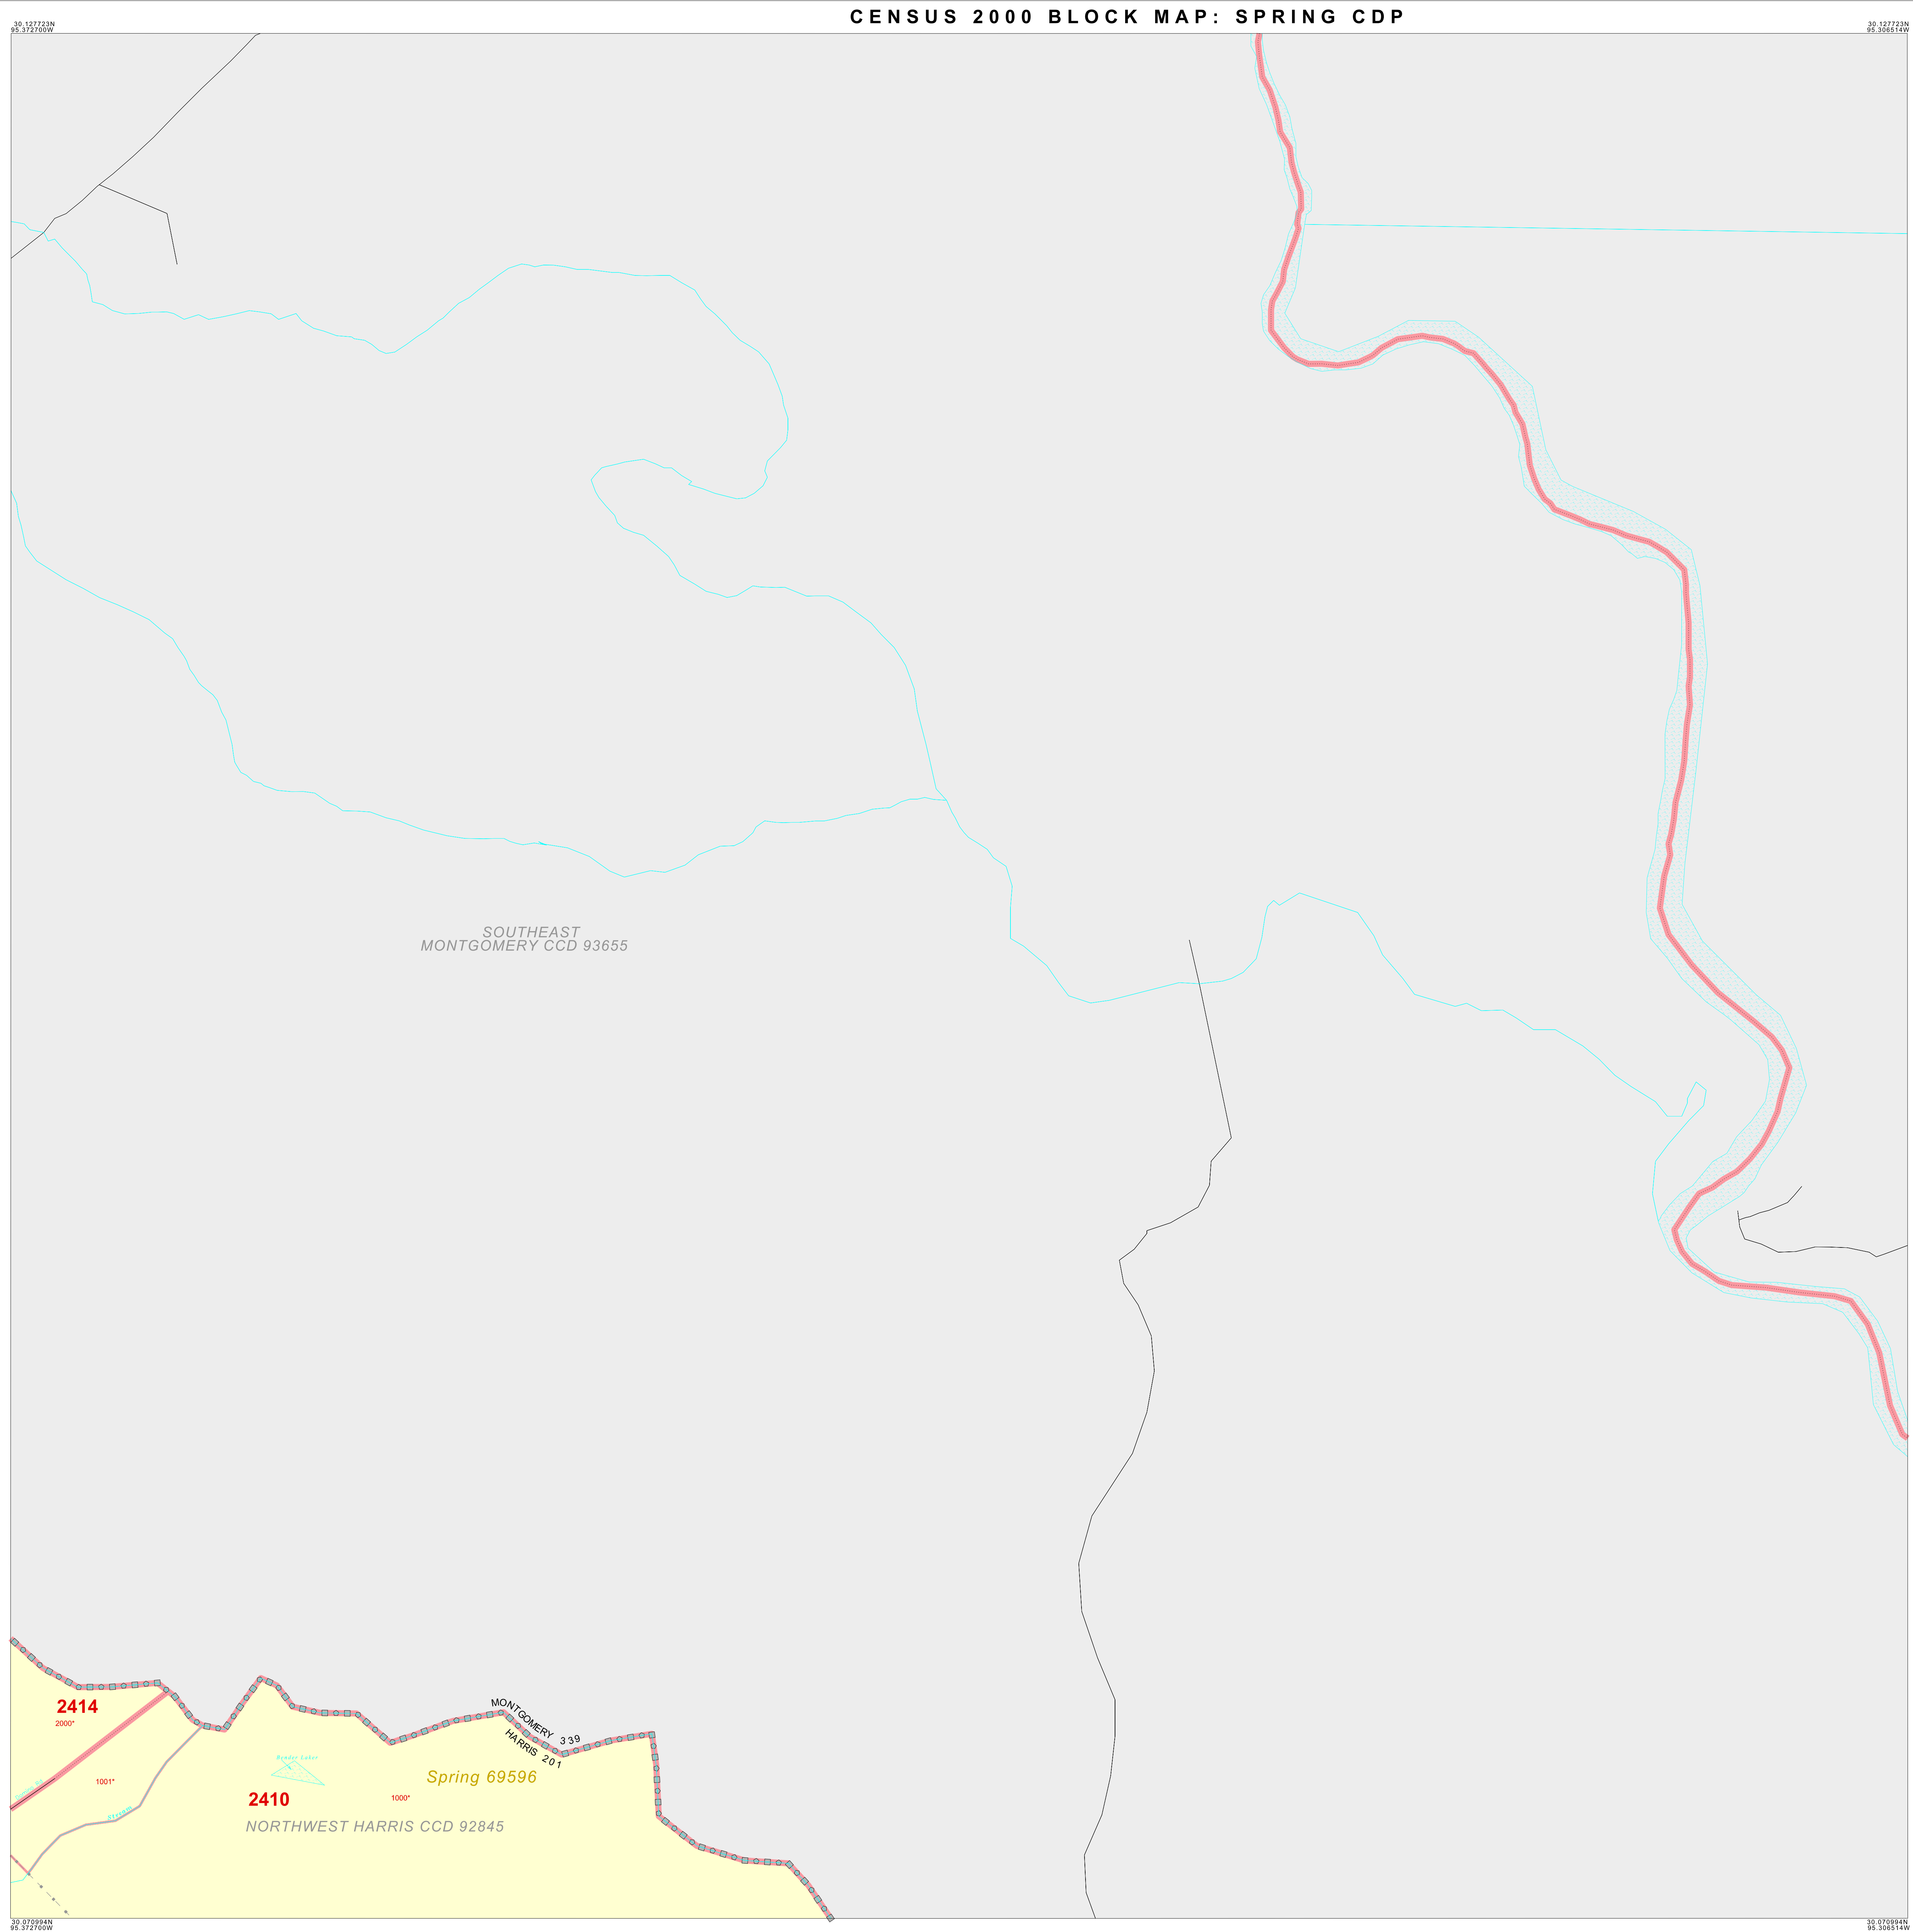 CENSUS 2000 BLOCK MAP: SPRING CDP
30.127723N
95.372700W
30.127723N
95.306514W
SOUTHEAST
MONTGOMERY CCD 93655
2414
2000*
MONTGOMERY 339
HARRIS 201
1001*
Spring 69596
2410
1000*
Stream
NORTHWEST HARRIS CCD 92845
30.070994N
95.372700W
30.070994N
95.306514W